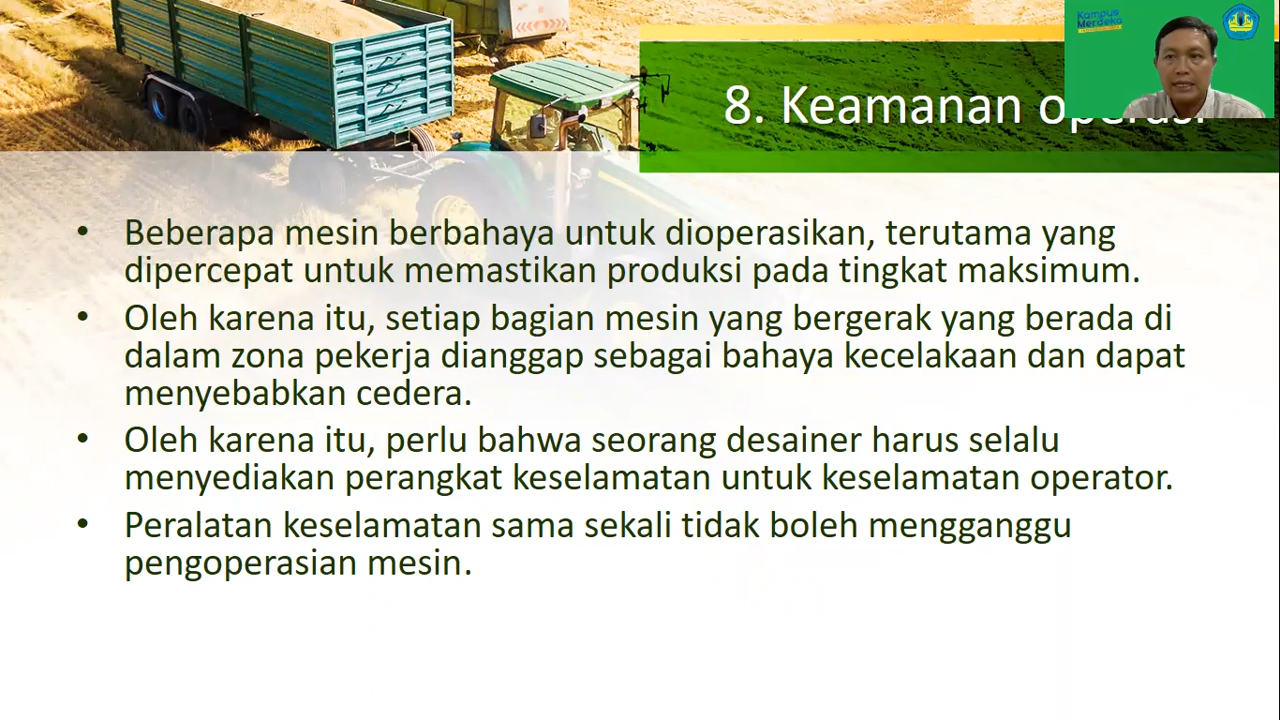 Kampus
Merdeka
8. Keamanan operasi
Beberapa mesin berbahaya untuk dioperasikan, terutama yang
dipercepat untuk memastikan produksi pada tingkat maksimum.
Oleh karena itu, setiap bagian mesin yang bergerak yang berada di
dalam zona pekerja dianggap sebagai bahaya kecelakaan dan dapat
menyebabkan cedera.
Oleh karena itu, perlu bahwa seorang desainer harus selalu
menyediakan perangkat keselamatan untuk keselamatan operator.
Peralatan keselamatan sama sekali tidak boleh mengganggu
pengoperasian mesin.